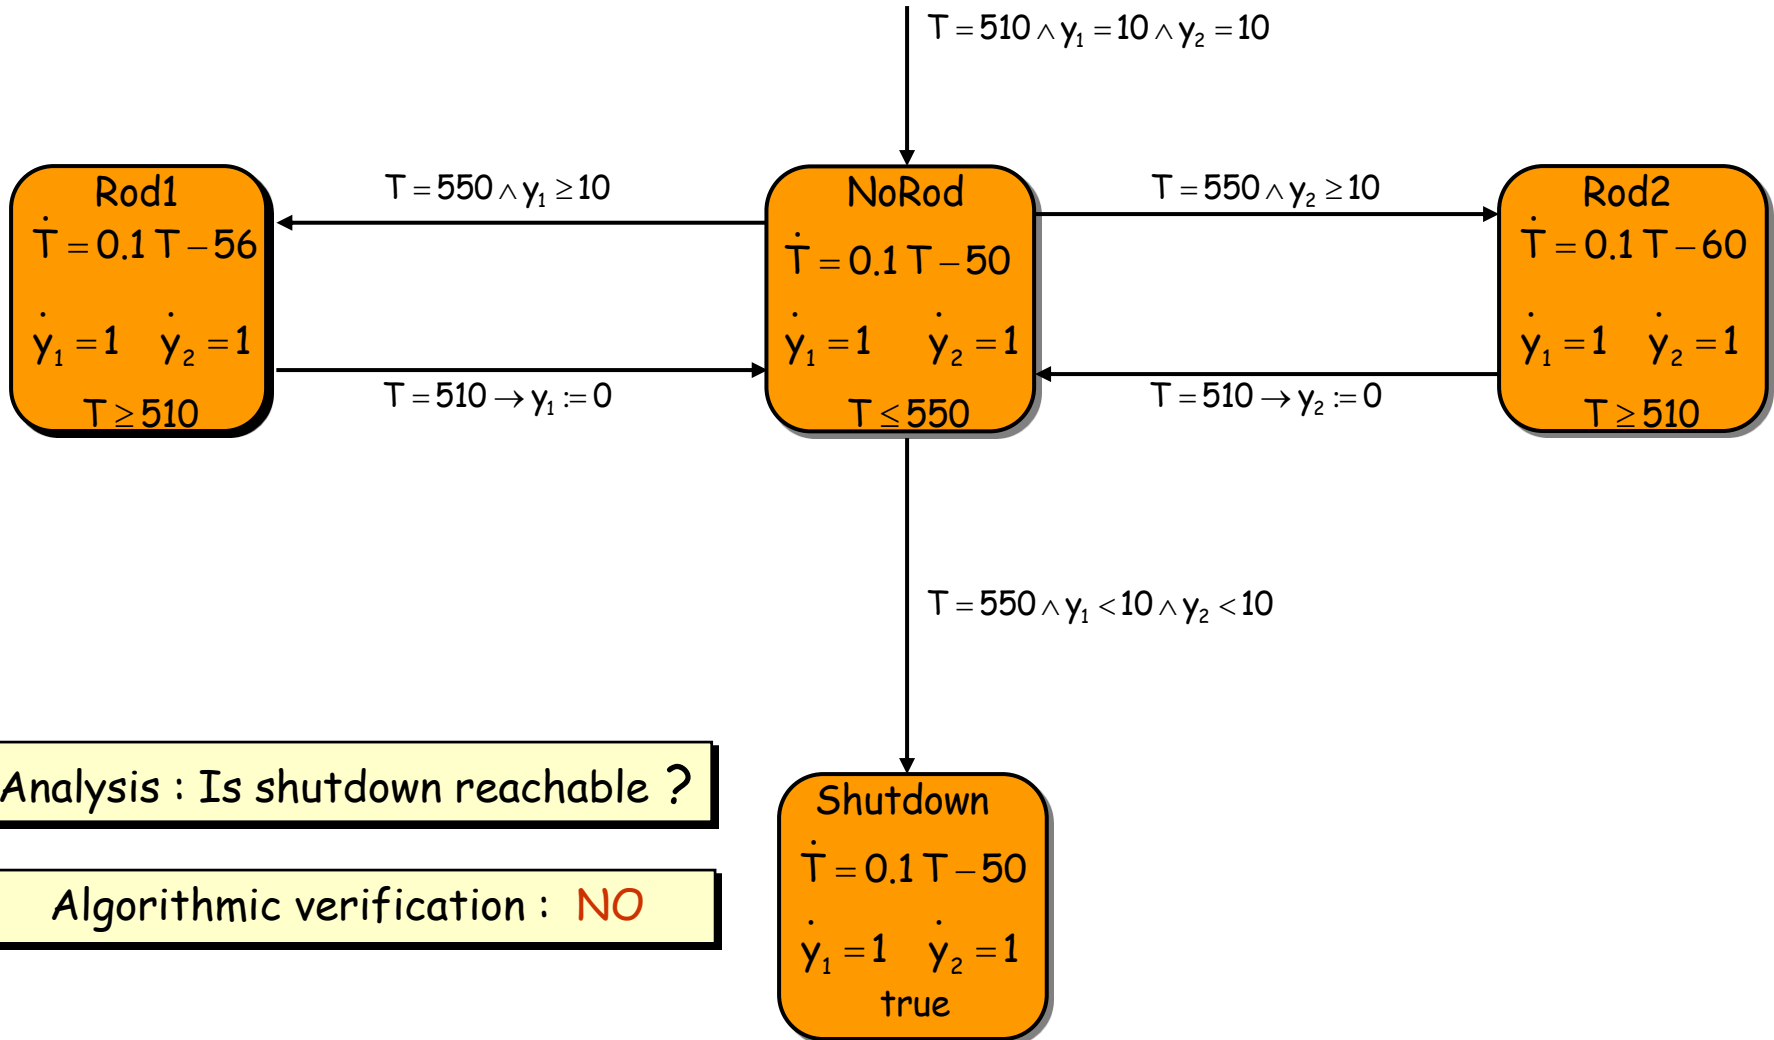 T = 510 ∧ y₁ = 10 ∧ y₂ = 10
Rod1
Ṫ = 0.1 T − 56
ẏ₁ = 1 ẏ₂ = 1
T ≥ 510
T = 550 ∧ y₁ ≥ 10
T = 510 → y₁ := 0
NoRod
Ṫ = 0.1 T − 50
ẏ₁ = 1 ẏ₂ = 1
T ≤ 550
T = 550 ∧ y₂ ≥ 10
T = 510 → y₂ := 0
Rod2
Ṫ = 0.1 T − 60
ẏ₁ = 1 ẏ₂ = 1
T ≥ 510
T = 550 ∧ y₁ < 10 ∧ y₂ < 10
Analysis : Is shutdown reachable ?
Algorithmic verification : NO
Shutdown
Ṫ = 0.1 T − 50
ẏ₁ = 1 ẏ₂ = 1
true